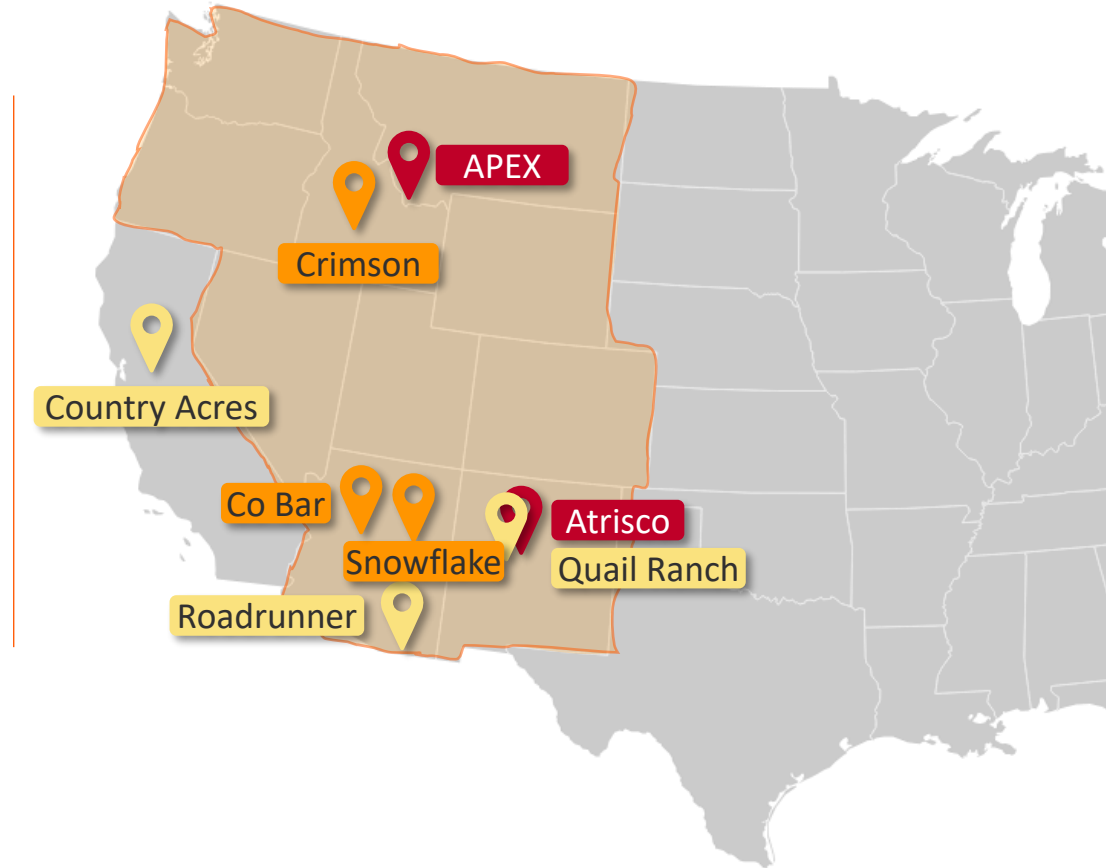 APEX
Crimson
Country Acres
Co Bar
Atrisco
Snowflake
Quail Ranch
Roadrunner